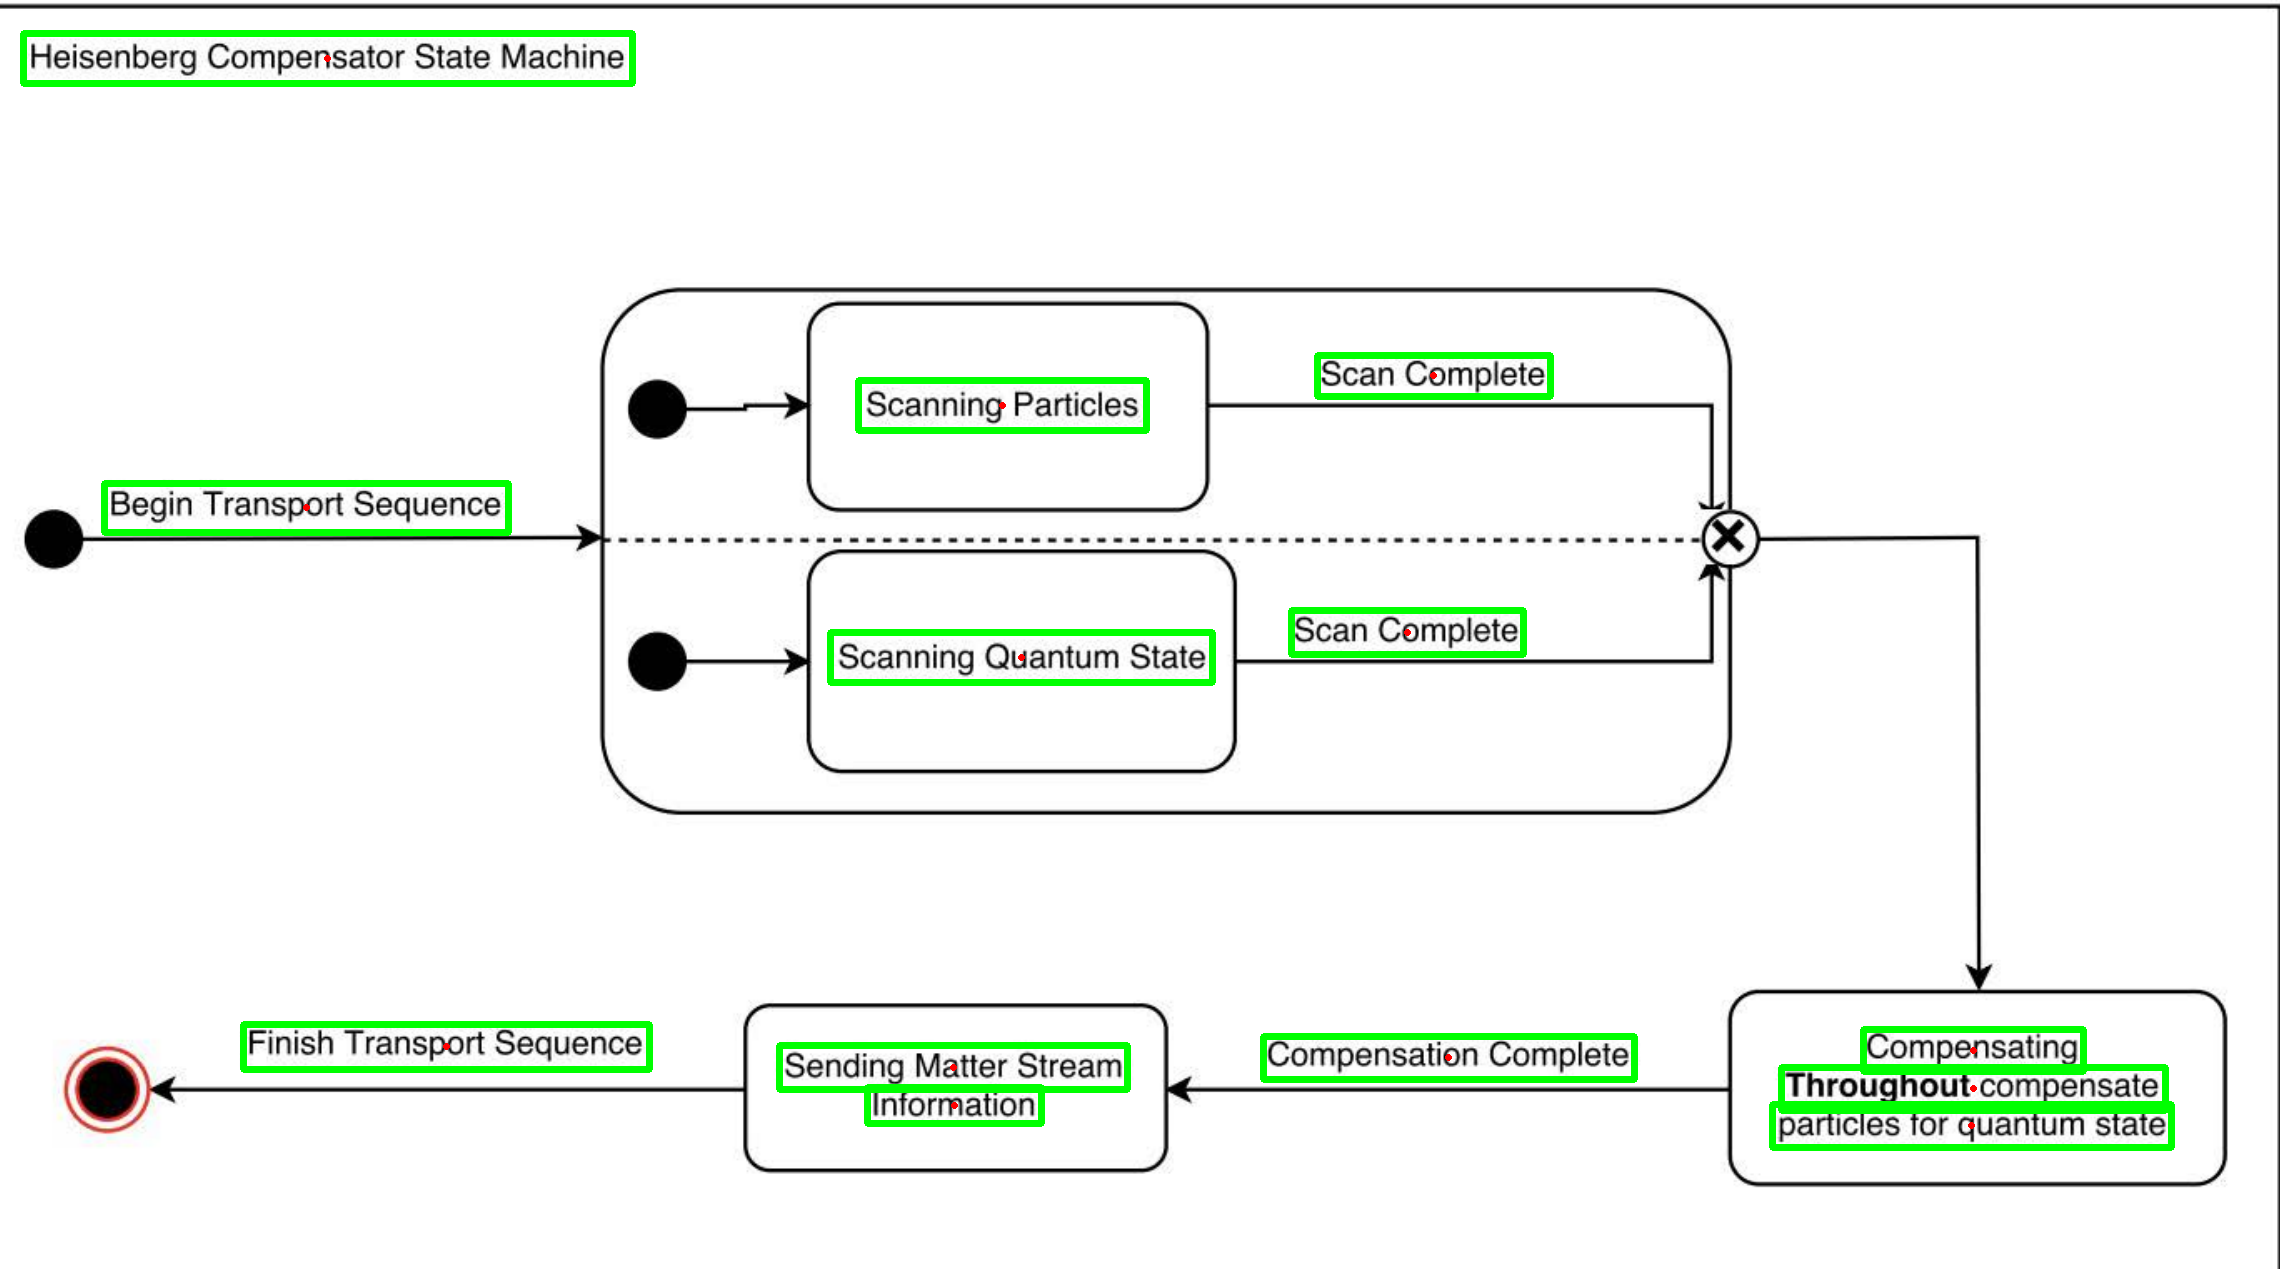 Heisenberg Compensator State Machine
Scan Complete
Scanning Particles
Begin Transport Sequence
Scan Complete
Scanning Quantum State
Finish Transport Sequence
Sending Matter Stream
Information
Compensation Complete
Compensating
Throughout compensate
particles for quantum state